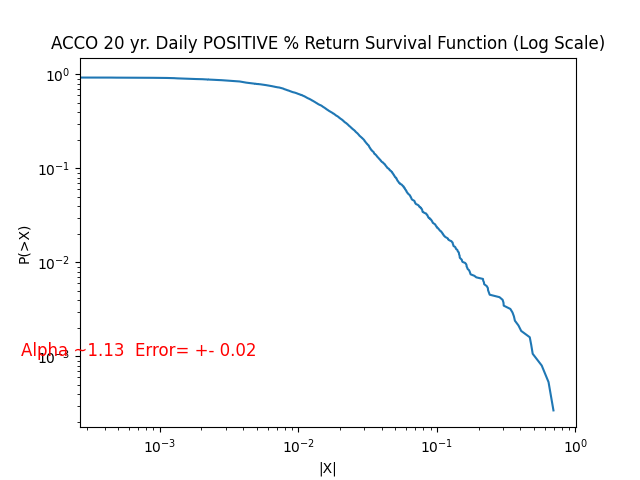 ACCO 20 yr. Daily POSITIVE % Return Survival Function (Log Scale)
10⁰
10⁻¹
P(>X)
10⁻²
10⁻³
Alpha ~1.13 Error= +- 0.02
10⁻³ 10⁻² 10⁻¹ 10⁰
|X|